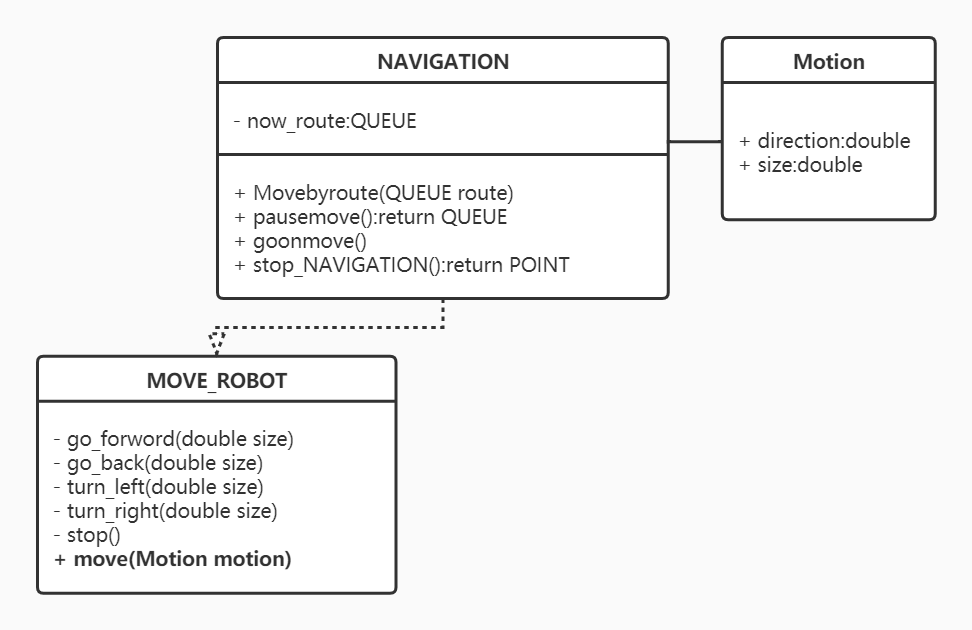 NAVIGATION
- now_route:QUEUE
+ Movebyroute(QUEUE route)
+ pausemove():return QUEUE
+ goonmove()
+ stop_NAVIGATION():return POINT
Motion
+ direction:double
+ size:double
MOVE_ROBOT
- go_forword(double size)
- go_back(double size)
- turn_left(double size)
- turn_right(double size)
- stop()
+ move(Motion motion)